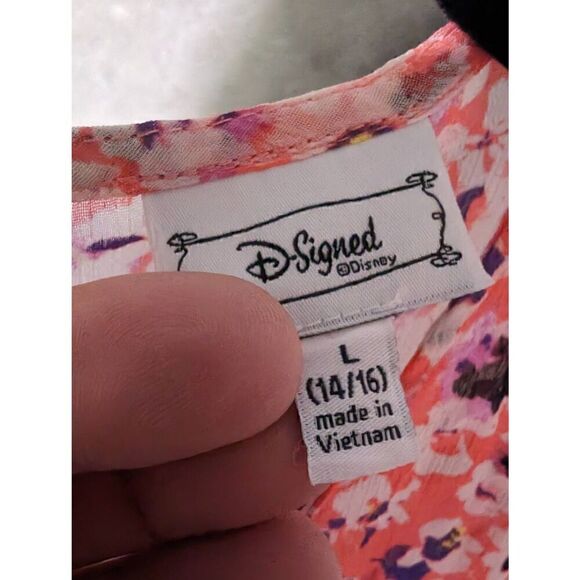 D-Signed
©Disney
L
(14/16)
made in
Vietnam